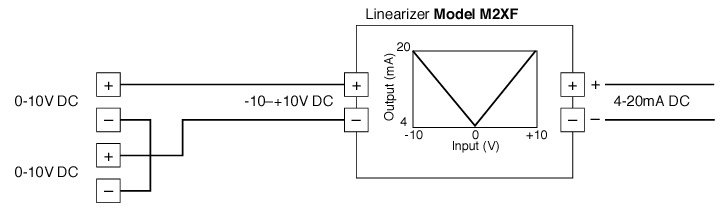 Linearizer Model M2XF
20
Output (mA)
4
-10 0 +10
Input (V)
0-10V DC
+
−
0-10V DC
+
−
-10–+10V DC
+
−
+ +
− −
4-20mA DC